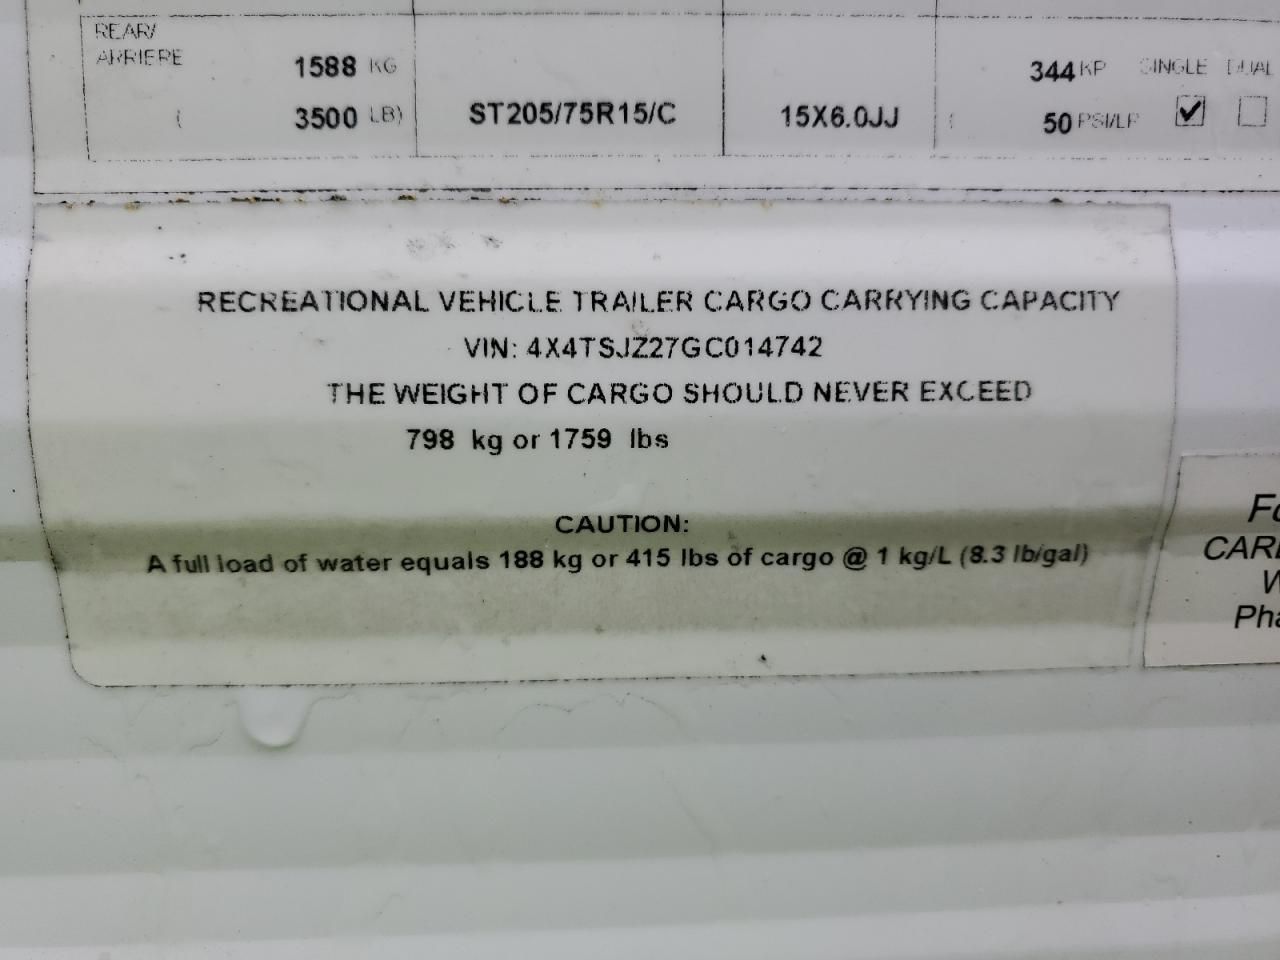 REAR/
ARRIERE
1588 KG
344 KP SINGLE DUAL
( 3500 LB) ST205/75R15/C 15X6.0JJ ( 50 PSI/LP
RECREATIONAL VEHICLE TRAILER CARGO CARRYING CAPACITY
VIN: 4X4TSJZ27GC014742
THE WEIGHT OF CARGO SHOULD NEVER EXCEED
798 kg or 1759 lbs
CAUTION:
A full load of water equals 188 kg or 415 lbs of cargo @ 1 kg/L (8.3 lb/gal)